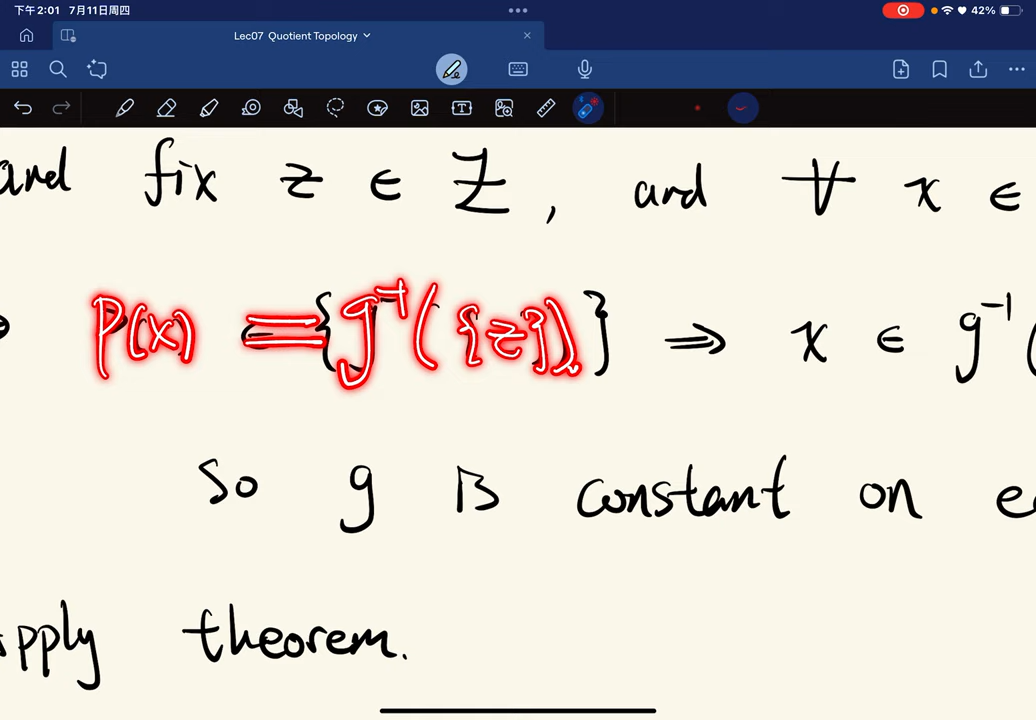 下午2:01 7月11日周四
42%
Lec07 Quotient Topology
and fix z ∈ Z, and ∀ x ∈
P(x) = g⁻¹({z}) } ⟹ x ∈ g⁻¹(
So g is constant on
apply theorem.